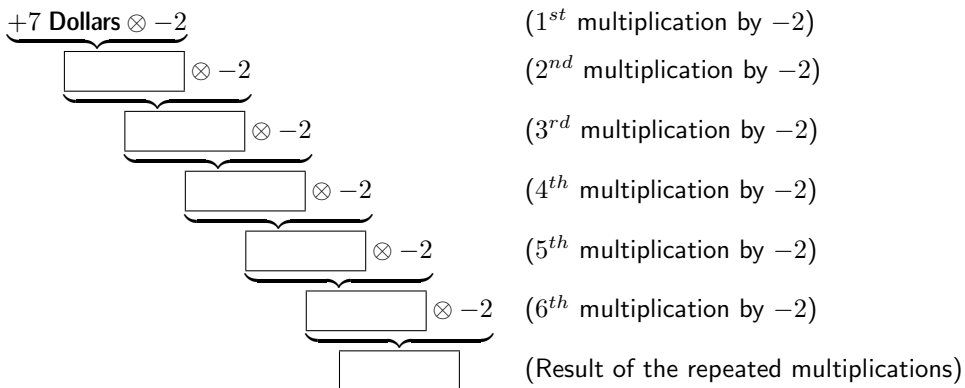 +7 Dollars ⊗ −2 (1st multiplication by −2)
⊗ −2 (2nd multiplication by −2)
⊗ −2 (3rd multiplication by −2)
⊗ −2 (4th multiplication by −2)
⊗ −2 (5th multiplication by −2)
⊗ −2 (6th multiplication by −2)
(Result of the repeated multiplications)